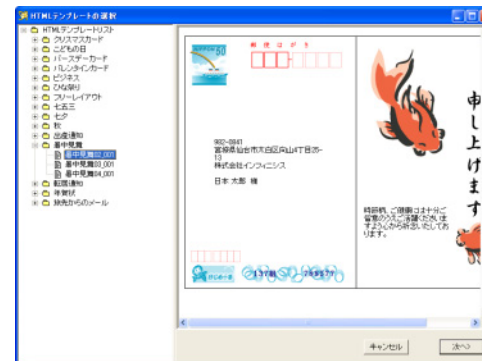 HTMLテンプレートの選択
HTMLテンプレートリスト
クリスマスカード
こどもの日
バースデーカード
バレンタインカード
ビジネス
ひな祭り
フリーレイアウト
七五三
七夕
秋
出産通知
暑中見舞
暑中見舞02_001
暑中見舞03_001
暑中見舞04_001
転居通知
年賀状
旅先からのメール
NIPPON 50
郵便はがき
982-0841
宮城県仙台市太白区向山4丁目25-
13
株式会社インフィニシス
日本 太郎 様
申し上げます
時節柄、ご健康には十分ご
留意のうえご活躍くださいま
すよう心から祈念いたしてお
ります。
キャンセル
次へ>